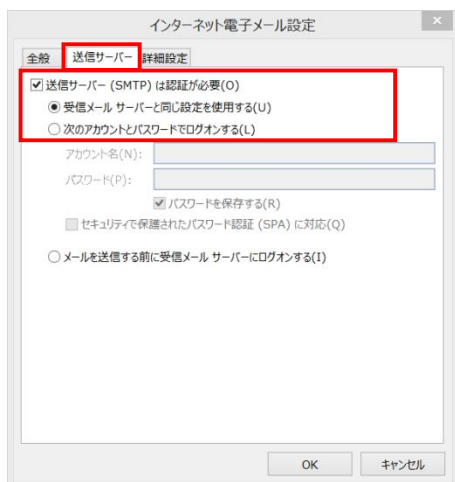 インターネット電子メール設定
×
全般 送信サーバー 詳細設定
送信サーバー (SMTP) は認証が必要(O)
受信メール サーバーと同じ設定を使用する(U)
次のアカウントとパスワードでログオンする(L)
アカウント名(N):
パスワード(P):
パスワードを保存する(R)
セキュリティで保護されたパスワード認証 (SPA) に対応(Q)
メールを送信する前に受信メール サーバーにログオンする(I)
OK キャンセル